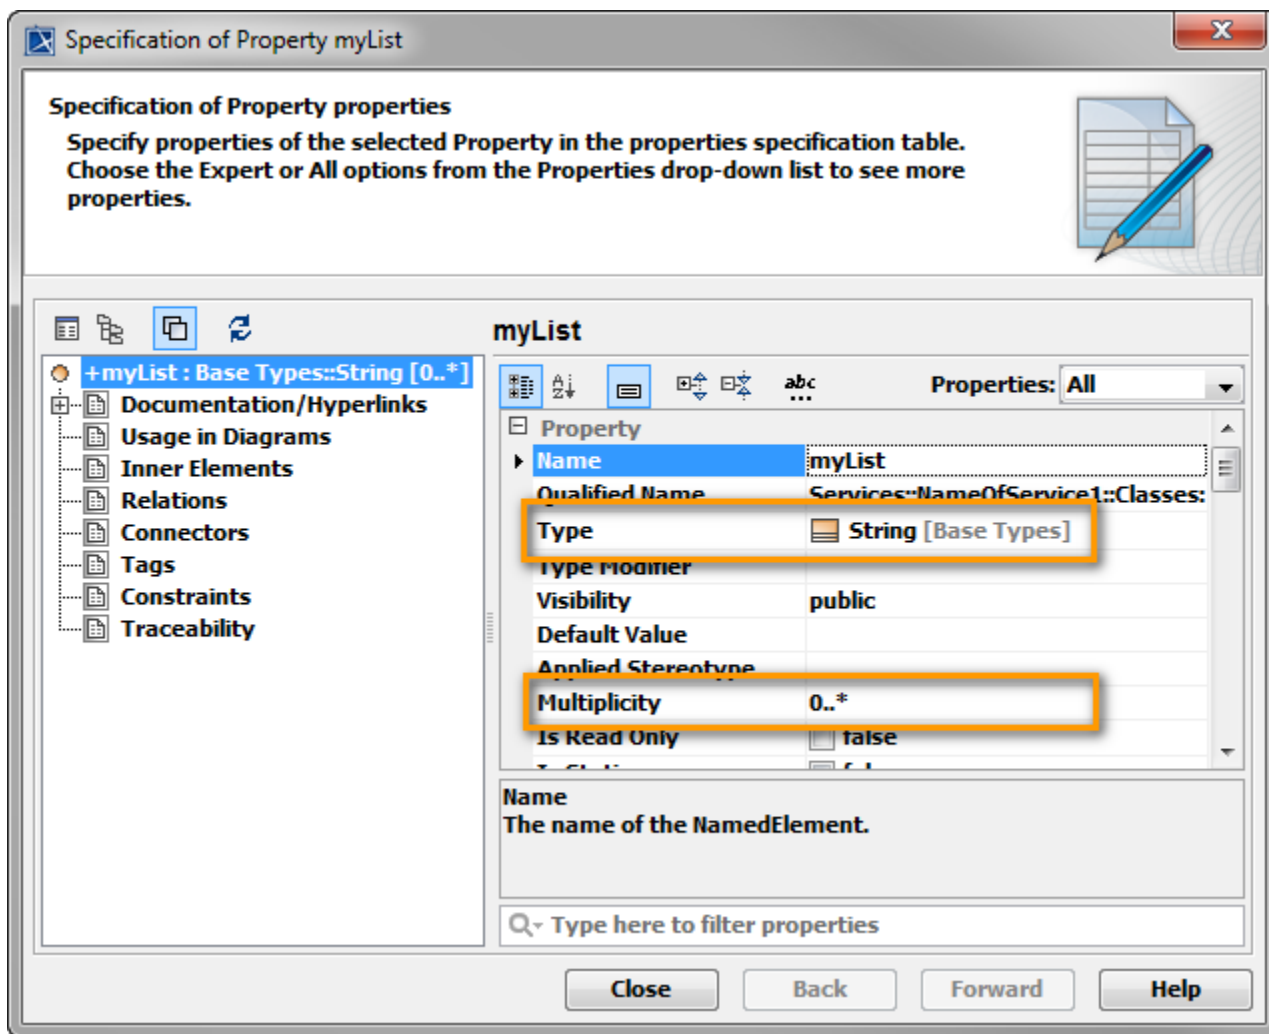 Specification of Property myList
Specification of Property properties
Specify properties of the selected Property in the properties specification table.
Choose the Expert or All options from the Properties drop-down list to see more
properties.
myList
+myList : Base Types::String [0..*]
Documentation/Hyperlinks
Usage in Diagrams
Inner Elements
Relations
Connectors
Tags
Constraints
Traceability
abc
Properties: All
Property
Name myList
Qualified Name Services::NameOfService1::Classes:
Type String [Base Types]
Type Modifier
Visibility public
Default Value
Applied Stereotype
Multiplicity 0..*
Is Read Only false
Name
The name of the NamedElement.
Type here to filter properties
Close Back Forward Help